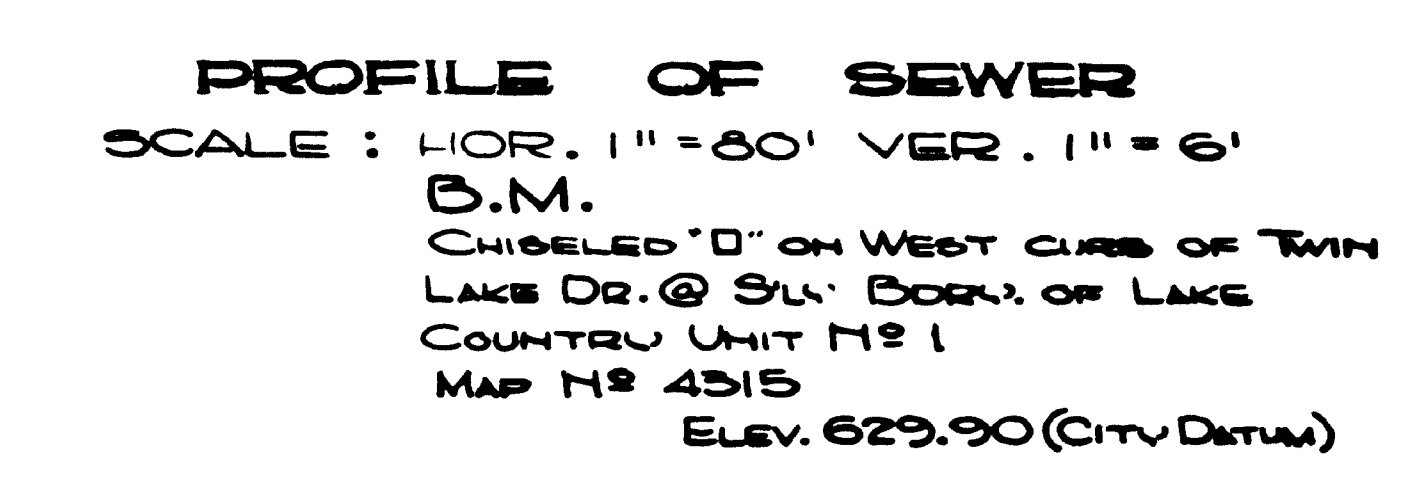 PROFILE OF SEWER
SCALE : HOR. 1" = 80' VER. 1" = 6'
B.M.
CHISELED "□" ON WEST CURB OF TWIN
LAKE DR. @ BDRY. OF LAKE
COUNTRY UNIT Nº 1
MAP Nº 4315
ELEV. 629.90 (CITY DATUM)